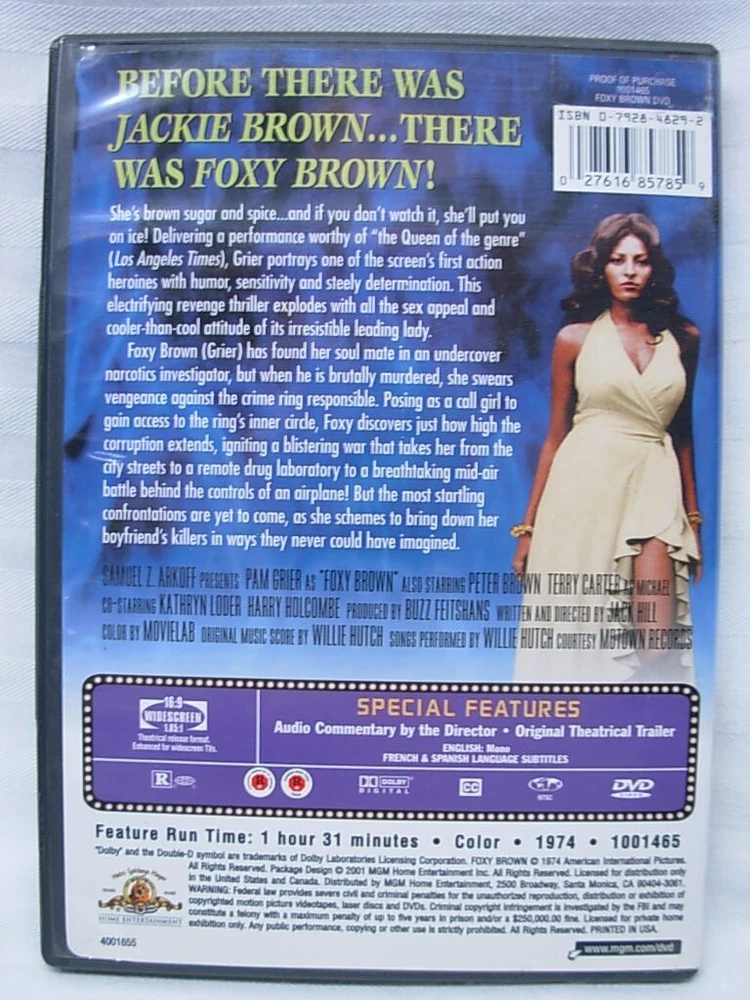 BEFORE THERE WAS
JACKIE BROWN...THERE
WAS FOXY BROWN!
PROOF OF PURCHASE
1001465
FOXY BROWN DVD
ISBN 0-7928-4829-2
0 27616 85785 9
She's brown sugar and spice...and if you don't watch it, she'll put you
on ice! Delivering a performance worthy of "the Queen of the genre"
(Los Angeles Times), Grier portrays one of the screen's first action
heroines with humor, sensitivity and steely determination. This
electrifying revenge thriller explodes with all the sex appeal and
cooler-than-cool attitude of its irresistible leading lady.
Foxy Brown (Grier) has found her soul mate in an undercover
narcotics investigator, but when he is brutally murdered, she swears
vengeance against the crime ring responsible. Posing as a call girl to
gain access to the ring's inner circle, Foxy discovers just how high the
corruption extends, igniting a blistering war that takes her from the
city streets to a remote drug laboratory to a breathtaking mid-air
battle behind the controls of an airplane! But the most startling
confrontations are yet to come, as she schemes to bring down her
boyfriend's killers in ways they never could have imagined.
SAMUEL Z. ARKOFF PRESENTS PAM GRIER AS "FOXY BROWN" ALSO STARRING PETER BROWN TERRY CARTER AS MICHAEL
CO-STARRING KATHRYN LODER HARRY HOLCOMBE PRODUCED BY BUZZ FEITSHANS WRITTEN AND DIRECTED BY JACK HILL
COLOR BY MOVIELAB ORIGINAL MUSIC SCORE BY WILLIE HUTCH SONGS PERFORMED BY WILLIE HUTCH COURTESY MOTOWN RECORDS
16:9
WIDESCREEN
1.85:1
Theatrical release format.
Enhanced for widescreen TVs.
SPECIAL FEATURES
Audio Commentary by the Director • Original Theatrical Trailer
ENGLISH: Mono
FRENCH & SPANISH LANGUAGE SUBTITLES
R
R R
DOLBY
DIGITAL
CC
NTSC
DVD
VIDEO
Feature Run Time: 1 hour 31 minutes • Color • 1974 • 1001465
"Dolby" and the Double-D symbol are trademarks of Dolby Laboratories Licensing Corporation. FOXY BROWN © 1974 American International Pictures.
All Rights Reserved. Package Design © 2001 MGM Home Entertainment Inc. All Rights Reserved. Licensed for distribution only
in the United States and Canada. Distributed by MGM Home Entertainment, 2500 Broadway, Santa Monica, CA 90404-3061.
WARNING: Federal law provides severe civil and criminal penalties for the unauthorized reproduction, distribution or exhibition of
copyrighted motion picture videotapes, laser discs and DVDs. Criminal copyright infringement is investigated by the FBI and may
constitute a felony with a maximum penalty of up to five years in prison and/or a $250,000.00 fine. Licensed for private home
exhibition only. Any public performance, copying or other use is strictly prohibited. All Rights Reserved. PRINTED IN USA.
Metro Goldwyn Mayer
HOME ENTERTAINMENT
4001655
www.mgm.com/dvd